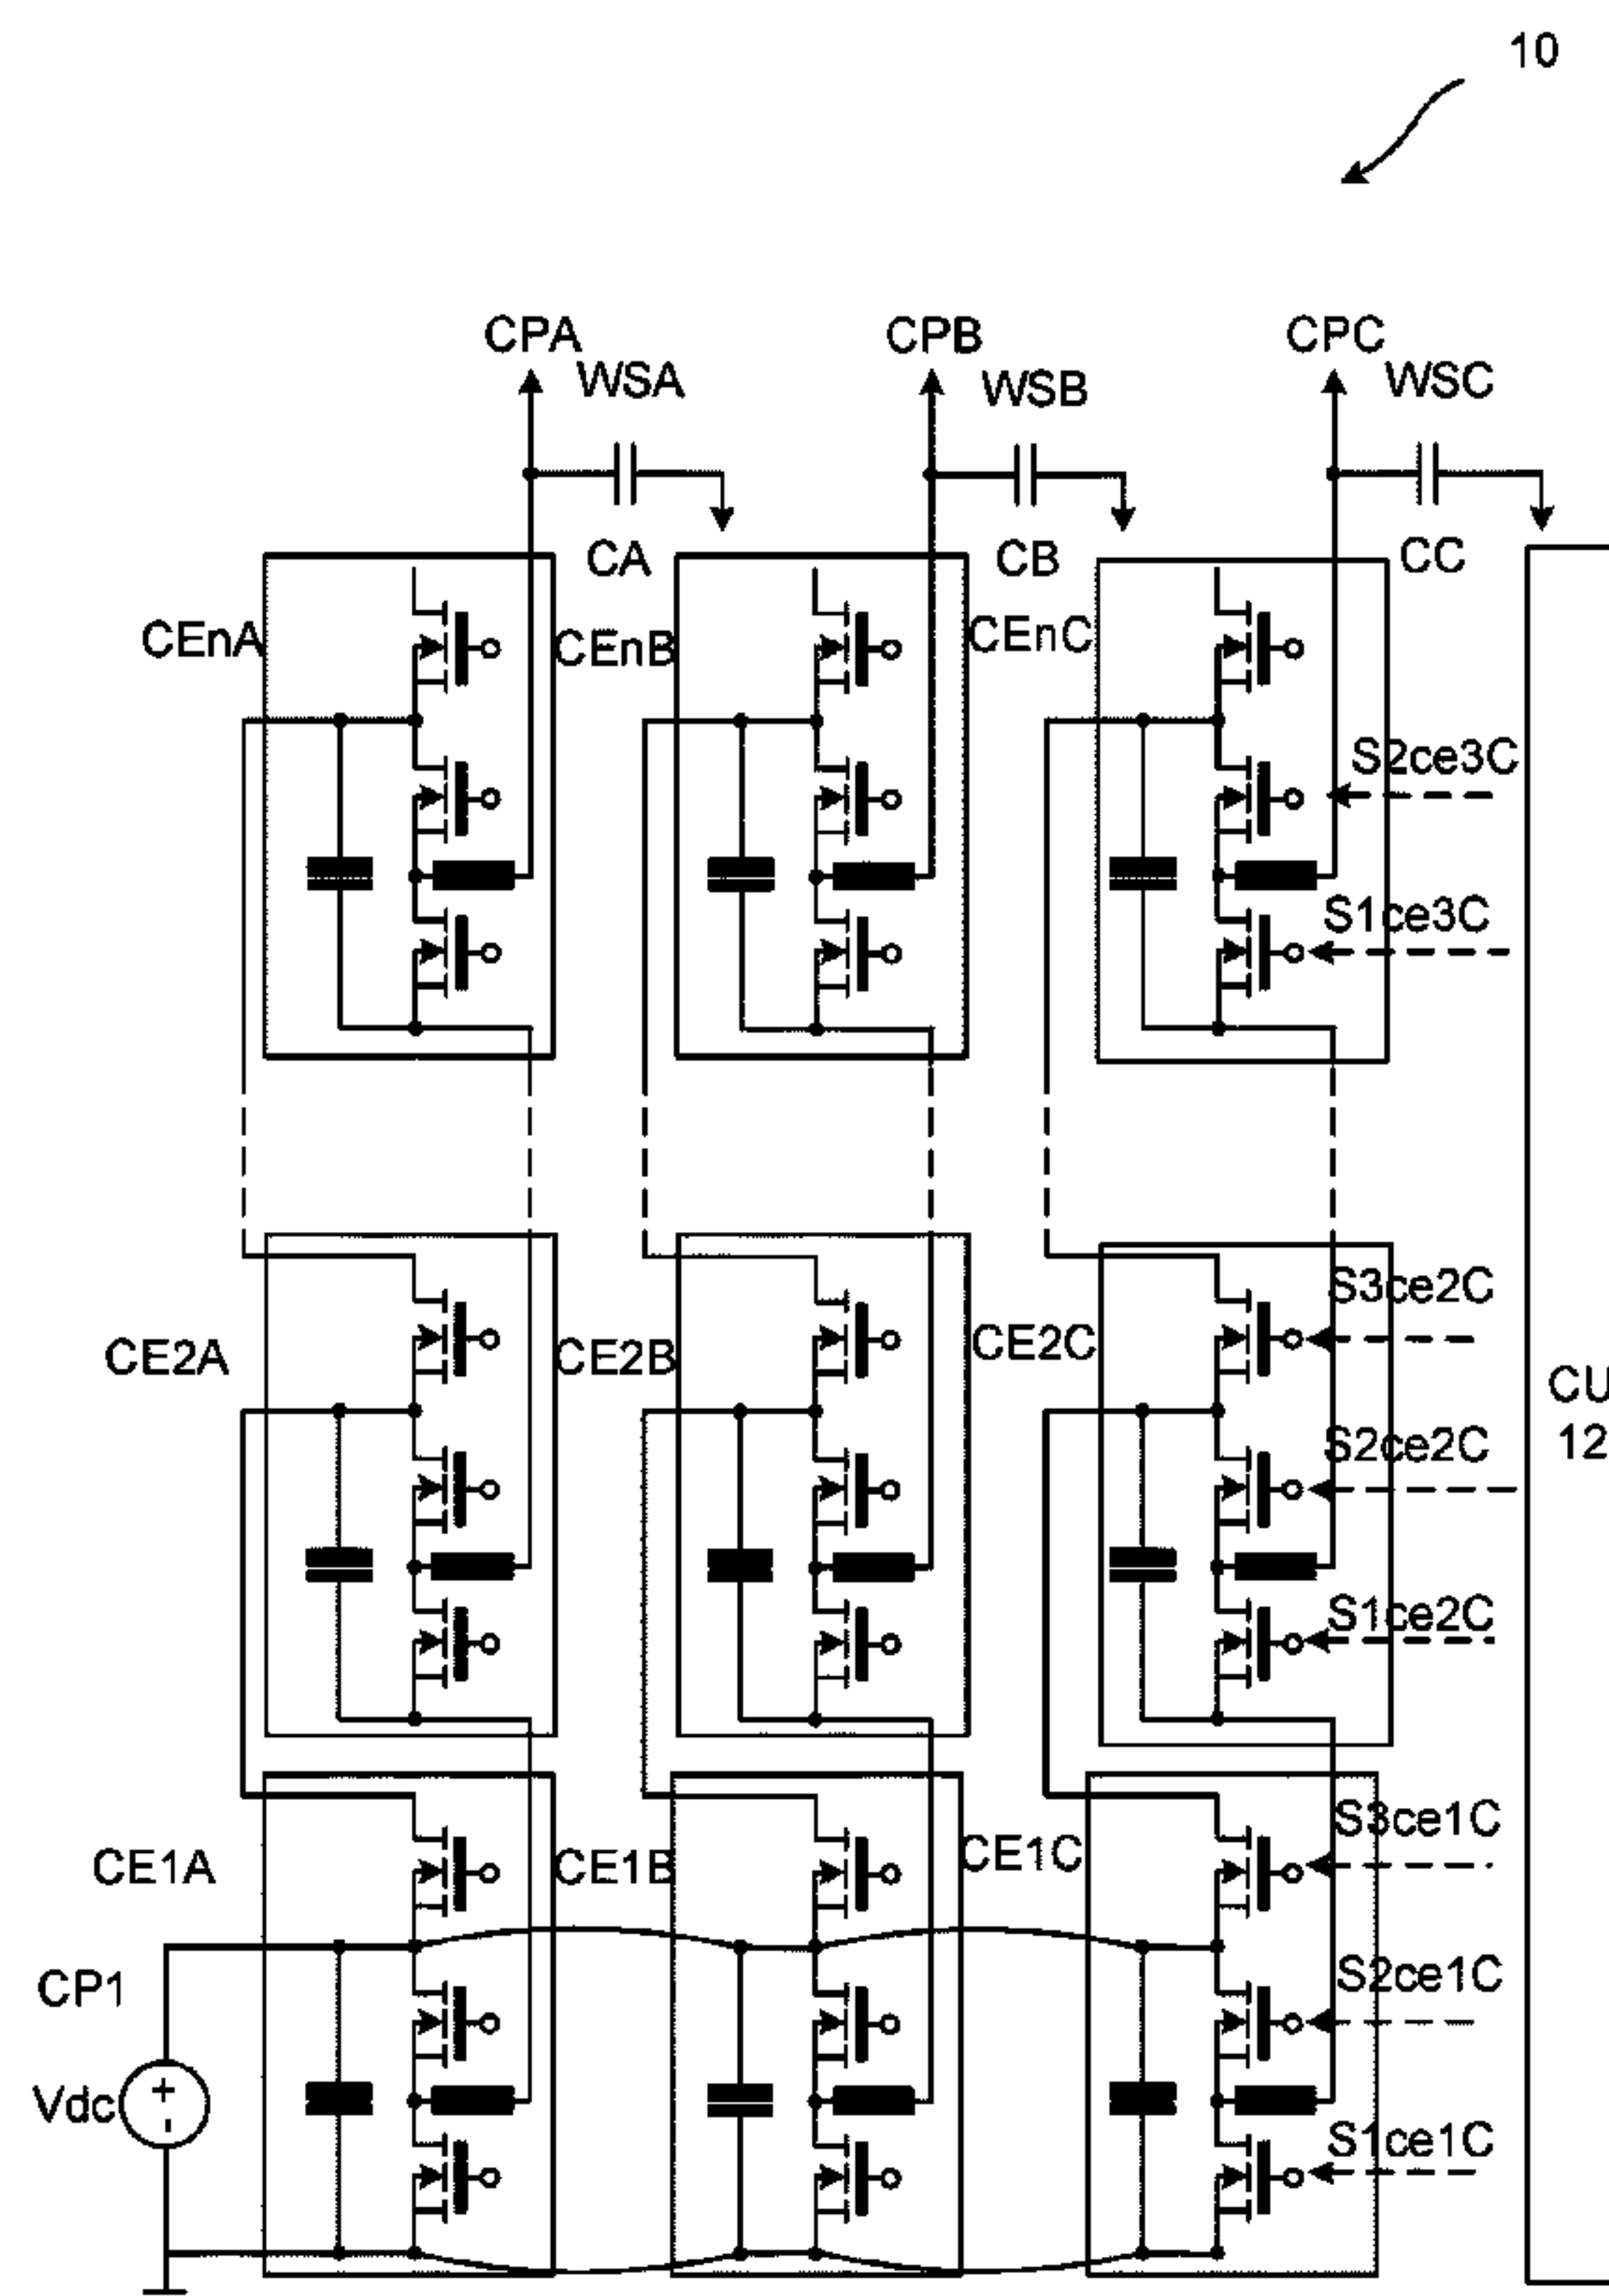 10
CPA
WSA
CPB
WSB
CPC
WSC
CA
CB
CC
CEnA
CEnB
CEnC
S2ce3C
S1ce3C
CE2A
CE2B
CE2C
S3ce2C
CU
12
S2ce2C
S1ce2C
CE1A
CE1B
CE1C
S3ce1C
CP1
S2ce1C
Vdc
+
-
S1ce1C